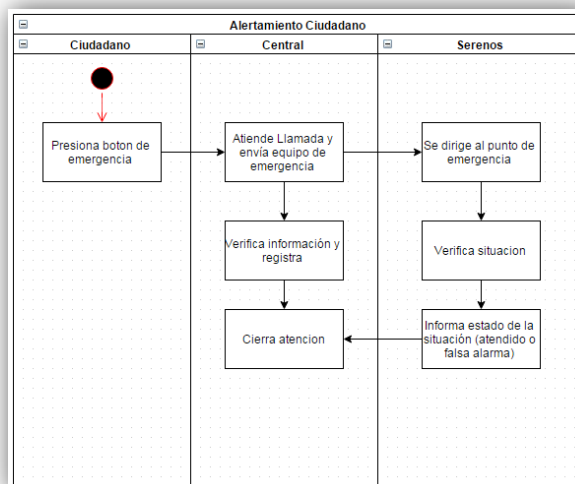 Alertamiento Ciudadano
Ciudadano
Central
Serenos
Presiona boton de
emergencia
Atiende Llamada y
envía equipo de
emergencia
Se dirige al punto de
emergencia
Verifica información y
registra
Verifica situacion
Cierra atencion
Informa estado de la
situación (atendido o
falsa alarma)